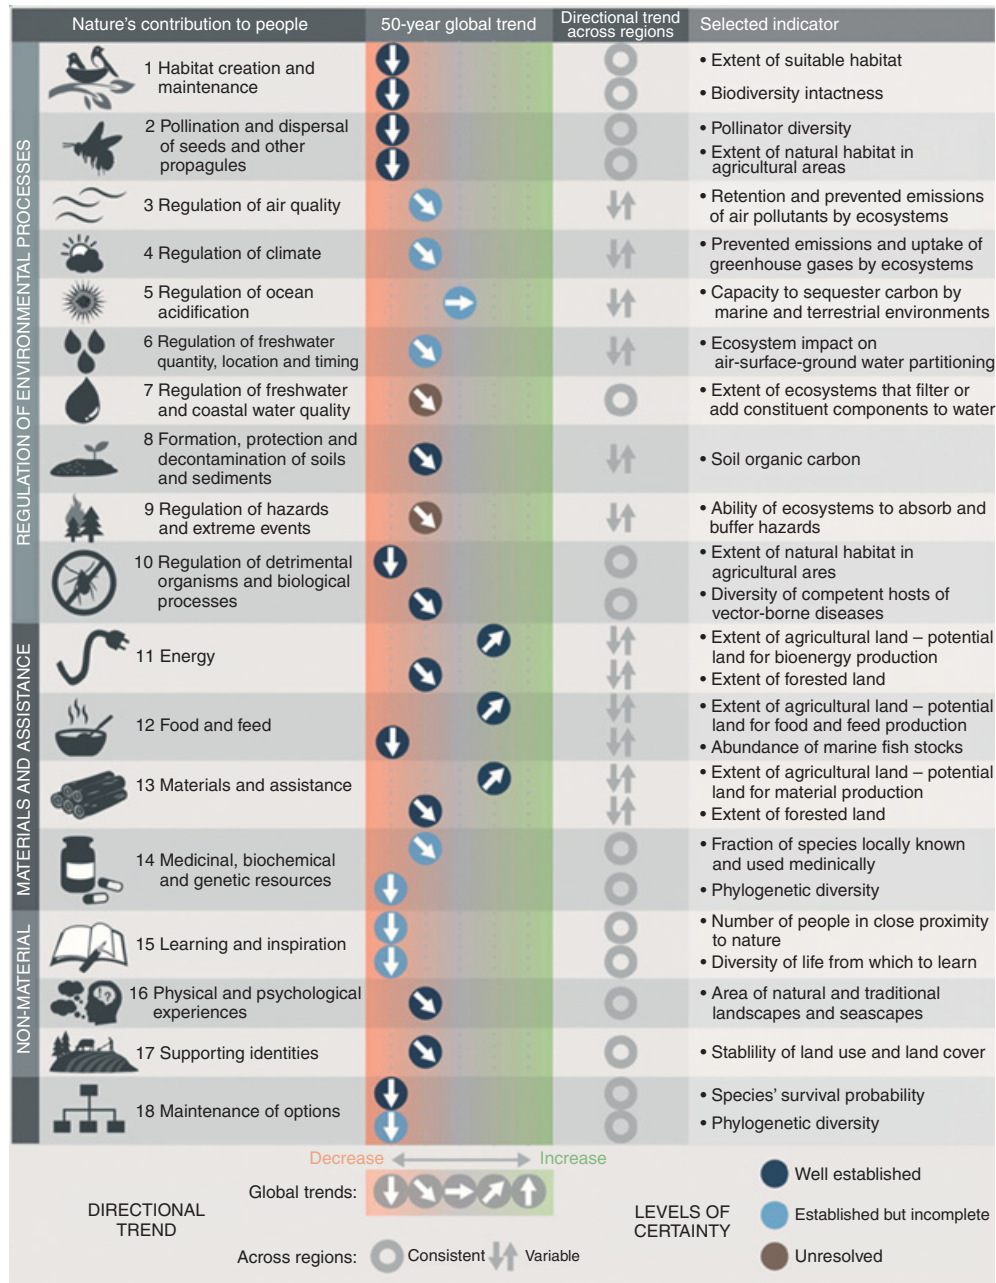 Nature's contribution to people
50-year global trend
Directional trend
across regions
Selected indicator
REGULATION OF ENVIRONMENTAL PROCESSES
1 Habitat creation and
maintenance
• Extent of suitable habitat
• Biodiversity intactness
2 Pollination and dispersal
of seeds and other
propagules
• Pollinator diversity
• Extent of natural habitat in
agricultural areas
3 Regulation of air quality
• Retention and prevented emissions
of air pollutants by ecosystems
4 Regulation of climate
• Prevented emissions and uptake of
greenhouse gases by ecosystems
5 Regulation of ocean
acidification
• Capacity to sequester carbon by
marine and terrestrial environments
6 Regulation of freshwater
quantity, location and timing
• Ecosystem impact on
air-surface-ground water partitioning
7 Regulation of freshwater
and coastal water quality
• Extent of ecosystems that filter or
add constituent components to water
8 Formation, protection and
decontamination of soils
and sediments
• Soil organic carbon
9 Regulation of hazards
and extreme events
• Ability of ecosystems to absorb and
buffer hazards
10 Regulation of detrimental
organisms and biological
processes
• Extent of natural habitat in
agricultural ares
• Diversity of competent hosts of
vector-borne diseases
MATERIALS AND ASSISTANCE
11 Energy
• Extent of agricultural land – potential
land for bioenergy production
• Extent of forested land
12 Food and feed
• Extent of agricultural land – potential
land for food and feed production
• Abundance of marine fish stocks
13 Materials and assistance
• Extent of agricultural land – potential
land for material production
• Extent of forested land
14 Medicinal, biochemical
and genetic resources
• Fraction of species locally known
and used medinically
• Phylogenetic diversity
NON-MATERIAL
15 Learning and inspiration
• Number of people in close proximity
to nature
• Diversity of life from which to learn
16 Physical and psychological
experiences
• Area of natural and traditional
landscapes and seascapes
17 Supporting identities
• Stablility of land use and land cover
18 Maintenance of options
• Species' survival probability
• Phylogenetic diversity
Decrease
Increase
DIRECTIONAL
TREND
Global trends:
Across regions:
Consistent
Variable
LEVELS OF
CERTAINTY
Well established
Established but incomplete
Unresolved